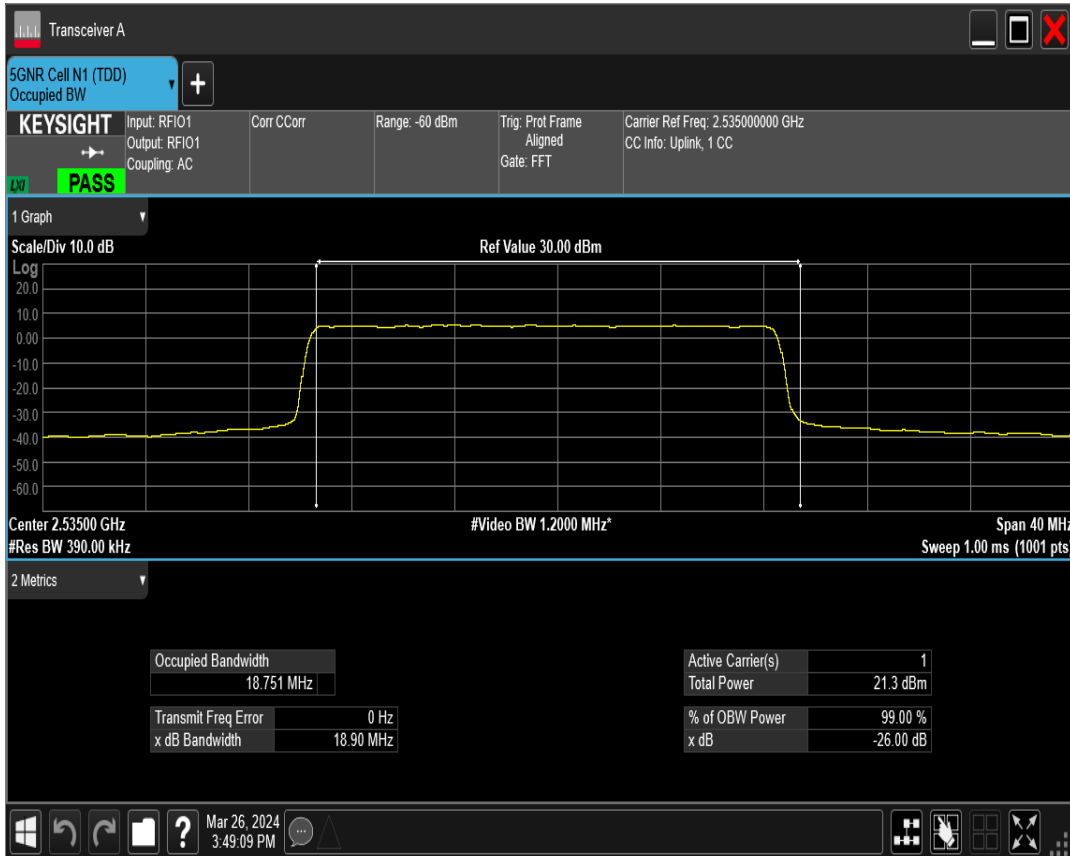 Transceiver A
5GNR Cell N1 (TDD)
Occupied BW
+
KEYSIGHT
LXI
PASS
Input: RFIO1
Output: RFIO1
Coupling: AC
Corr CCorr
Range: -60 dBm
Trig: Prot Frame
Aligned
Gate: FFT
Carrier Ref Freq: 2.535000000 GHz
CC Info: Uplink, 1 CC
1 Graph
Scale/Div 10.0 dB
Ref Value 30.00 dBm
Log
20.0
10.0
0.00
-10.0
-20.0
-30.0
-40.0
-50.0
-60.0
Center 2.53500 GHz
#Video BW 1.2000 MHz*
Span 40 MHz
#Res BW 390.00 kHz
Sweep 1.00 ms (1001 pts)
2 Metrics
Occupied Bandwidth
18.751 MHz
Transmit Freq Error 0 Hz
x dB Bandwidth 18.90 MHz
Active Carrier(s) 1
Total Power 21.3 dBm
% of OBW Power 99.00 %
x dB -26.00 dB
?
Mar 26, 2024
3:49:09 PM